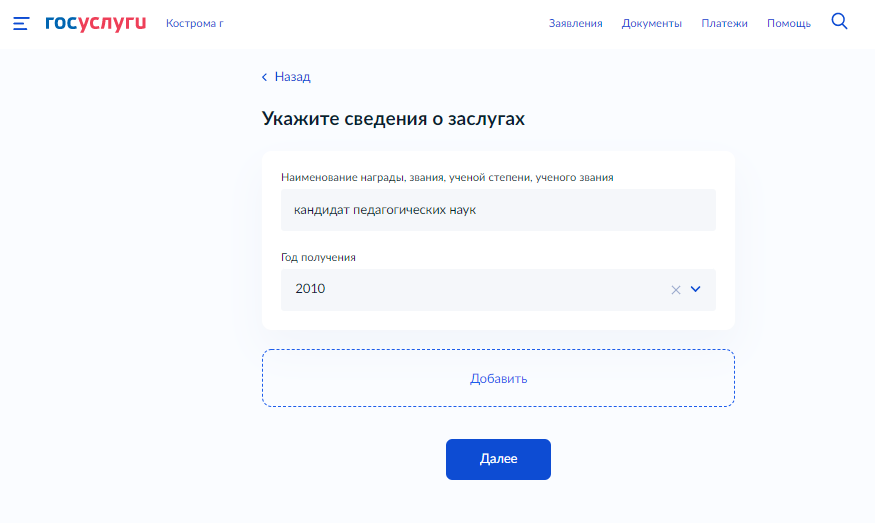 госуслуги Кострома г Заявления Документы Платежи Помощь
Назад
Укажите сведения о заслугах
Наименование награды, звания, ученой степени, ученого звания
кандидат педагогических наук
Год получения
2010
Добавить
Далее